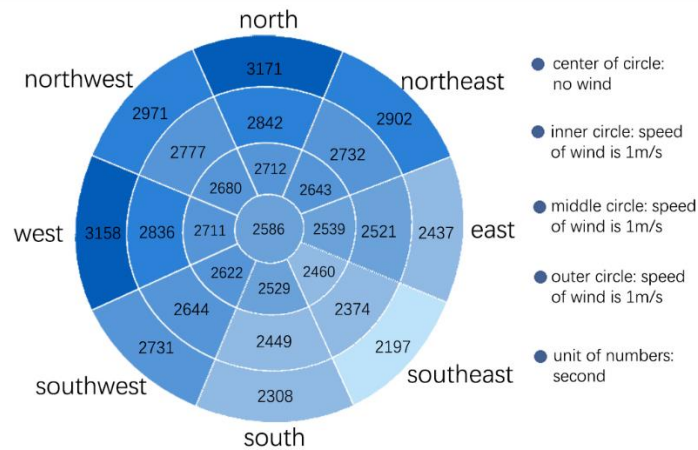 north
northwest
3171
northeast
2971
2902
2842
2777
2732
2712
2680
2643
west
3158
2836
2711
2586
2539
2521
2437
east
2622
2460
2529
2644
2374
2449
2731
2197
southwest
2308
southeast
south
center of circle:
no wind
inner circle: speed
of wind is 1m/s
middle circle: speed
of wind is 1m/s
outer circle: speed
of wind is 1m/s
unit of numbers:
second